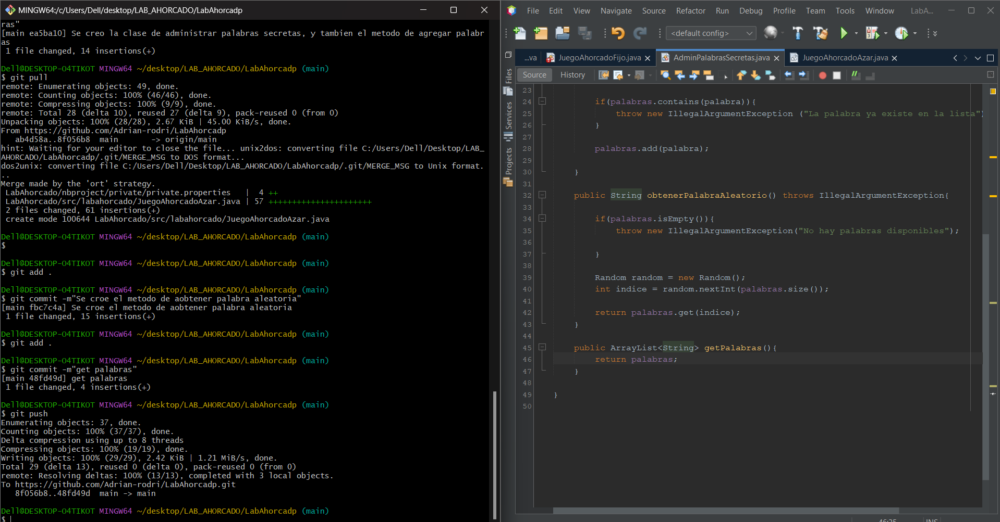 MINGW64:/c/Users/Dell/desktop/LAB_AHORCADO/LabAhorcadp
ras"
[main ea5ba10] Se creo la clase de administrar palabras secretas, y tambien el metodo de agregar palabr
as
 1 file changed, 14 insertions(+)
Dell@DESKTOP-O4TIKOT MINGW64 ~/desktop/LAB_AHORCADO/LabAhorcadp (main)
$ git pull
remote: Enumerating objects: 49, done.
remote: Counting objects: 100% (46/46), done.
remote: Compressing objects: 100% (9/9), done.
remote: Total 28 (delta 10), reused 27 (delta 9), pack-reused 0 (from 0)
Unpacking objects: 100% (28/28), 2.67 KiB | 45.00 KiB/s, done.
From https://github.com/Adrian-rodri/LabAhorcadp
   ab4d58a..8f056b8  main       -> origin/main
hint: Waiting for your editor to close the file... unix2dos: converting file C:/Users/Dell/Desktop/LAB_
AHORCADO/LabAhorcadp/.git/MERGE_MSG to DOS format...
dos2unix: converting file C:/Users/Dell/Desktop/LAB_AHORCADO/LabAhorcadp/.git/MERGE_MSG to Unix format.
..
Merge made by the 'ort' strategy.
 LabAhorcado/nbproject/private/private.properties   |  4 ++
 LabAhorcado/src/labahorcado/JuegoAhorcadoAzar.java | 57 ++++++++++++++++++++++
 2 files changed, 61 insertions(+)
 create mode 100644 LabAhorcado/src/labahorcado/JuegoAhorcadoAzar.java
Dell@DESKTOP-O4TIKOT MINGW64 ~/desktop/LAB_AHORCADO/LabAhorcadp (main)
$
Dell@DESKTOP-O4TIKOT MINGW64 ~/desktop/LAB_AHORCADO/LabAhorcadp (main)
$ git add .
Dell@DESKTOP-O4TIKOT MINGW64 ~/desktop/LAB_AHORCADO/LabAhorcadp (main)
$ git commit -m"Se croe el metodo de aobtener palabra aleatoria"
[main fbc7c4a] Se croe el metodo de aobtener palabra aleatoria
 1 file changed, 15 insertions(+)
Dell@DESKTOP-O4TIKOT MINGW64 ~/desktop/LAB_AHORCADO/LabAhorcadp (main)
$ git add .
Dell@DESKTOP-O4TIKOT MINGW64 ~/desktop/LAB_AHORCADO/LabAhorcadp (main)
$ git commit -m"get palabras"
[main 48fd49d] get palabras
 1 file changed, 4 insertions(+)
Dell@DESKTOP-O4TIKOT MINGW64 ~/desktop/LAB_AHORCADO/LabAhorcadp (main)
$ git push
Enumerating objects: 37, done.
Counting objects: 100% (37/37), done.
Delta compression using up to 8 threads
Compressing objects: 100% (19/19), done.
Writing objects: 100% (29/29), 2.42 KiB | 1.21 MiB/s, done.
Total 29 (delta 13), reused 0 (delta 0), pack-reused 0 (from 0)
remote: Resolving deltas: 100% (13/13), completed with 3 local objects.
To https://github.com/Adrian-rodri/LabAhorcadp.git
   8f056b8..48fd49d  main -> main
Dell@DESKTOP-O4TIKOT MINGW64 ~/desktop/LAB_AHORCADO/LabAhorcadp (main)
$
File Edit View Navigate Source Refactor Run Debug Profile Team Tools Window LabA...
<default config>
...va JuegoAhorcadoFijo.java AdminPalabrasSecretas.java JuegoAhorcadoAzar.java
Source History
Files
Services
Projects
23
24 if(palabras.contains(palabra)){
25 throw new IllegalArgumentException ("La palabra ya existe en la lista")
26 }
27
28 palabras.add(palabra);
29
30 }
31
32 public String obtenerPalabraAleatorio() throws IllegalArgumentException{
33
34 if(palabras.isEmpty()){
35 throw new IllegalArgumentException("No hay palabras disponibles");
36
37 }
38
39 Random random = new Random();
40 int indice = random.nextInt(palabras.size());
41
42 return palabras.get(indice);
43 }
44
45 public ArrayList<String> getPalabras(){
46 return palabras;
47 }
48
49 }
50
46:25 INS